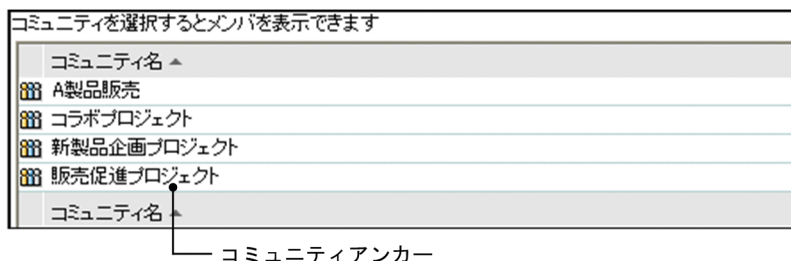 コミュニティを選択するとメンバを表示できます
コミュニティ名 ▲
A製品販売
コラボプロジェクト
新製品企画プロジェクト
販売促進プロジェクト
コミュニティ名 ▲
コミュニティアンカー